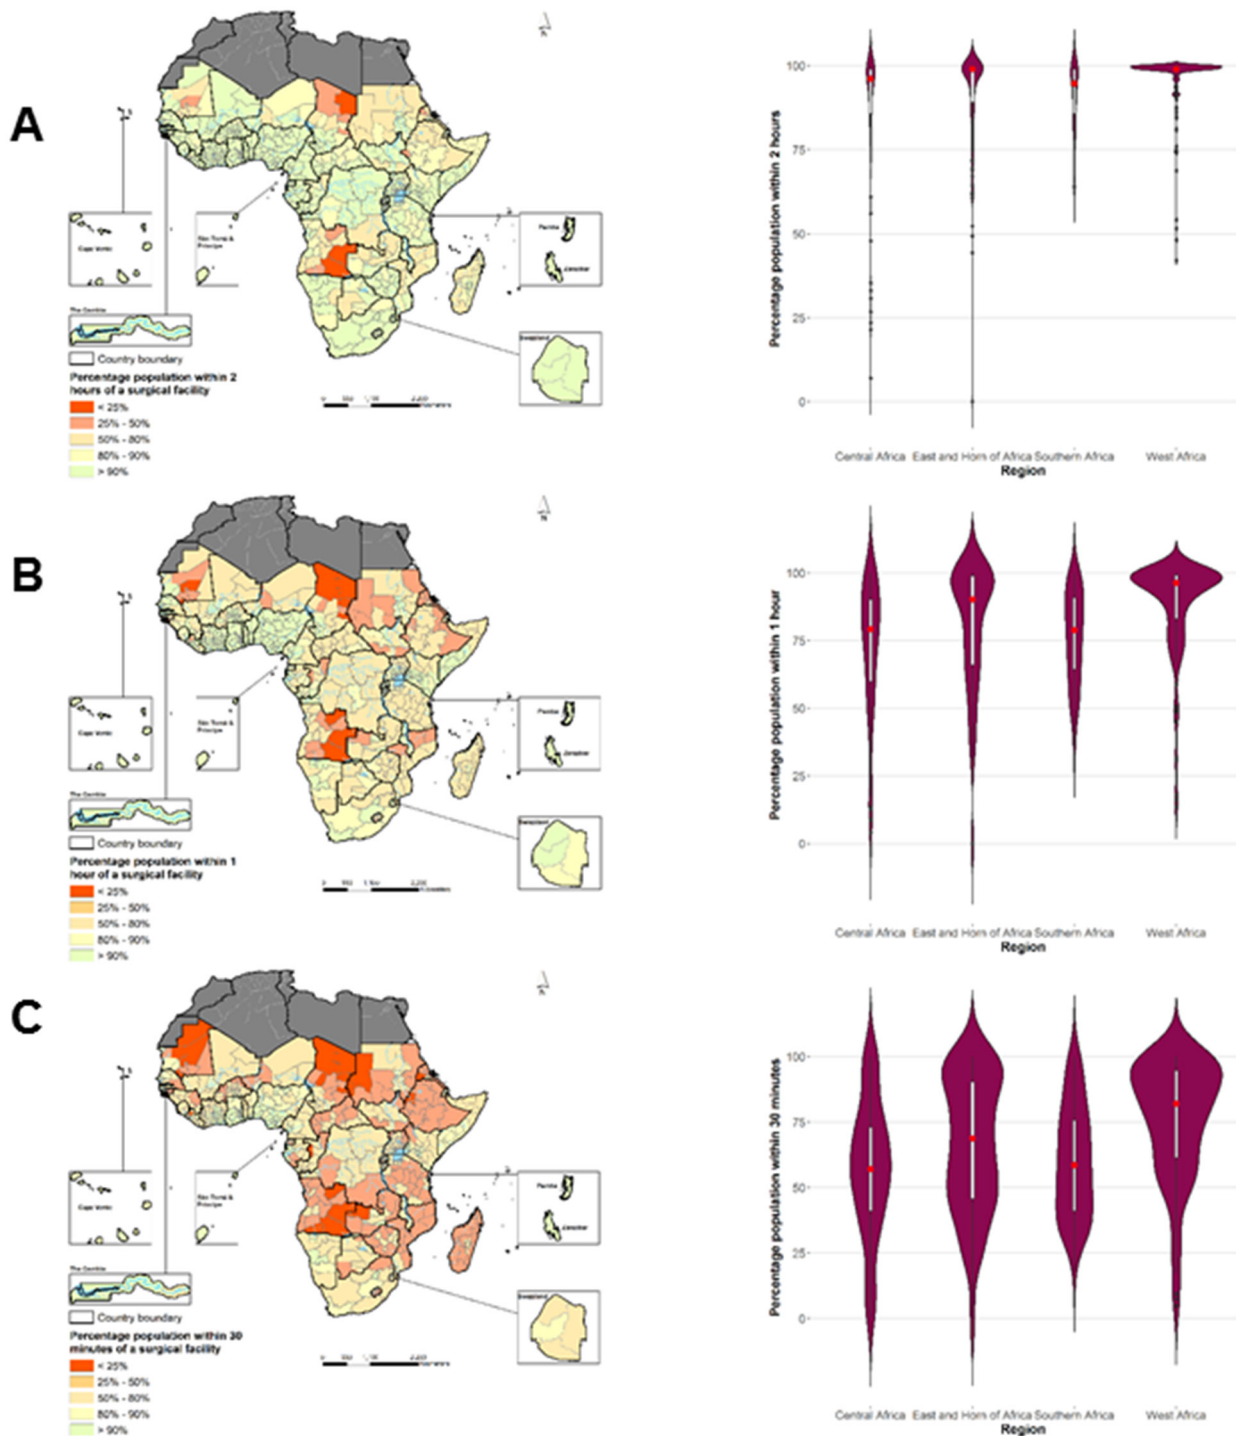 A
Cape Verde
Sao Tomé &
Principe
Pemba
Zanzibar
The Gambia
Swaziland
Country boundary
Percentage population within 2
hours of a surgical facility
< 25%
25% - 50%
50% - 80%
80% - 90%
> 90%
Percentage population within 2 hours
100
75
50
25
0
Central Africa
East and Horn of Africa
Southern Africa
West Africa
Region
B
N
Cape Verde
Sao Tomé &
Principe
Pemba
Zanzibar
The Gambia
Swaziland
Country boundary
Percentage population within 1
hour of a surgical facility
< 25%
25% - 50%
50% - 80%
80% - 90%
> 90%
Percentage population within 1 hour
100
75
50
25
0
Central Africa
East and Horn of Africa
Southern Africa
West Africa
Region
C
Cape Verde
Sao Tomé &
Principe
Pemba
Zanzibar
The Gambia
Swaziland
Country boundary
Percentage population within 30
minutes of a surgical facility
< 25%
25% - 50%
50% - 80%
80% - 90%
> 90%
Percentage population within 30 minutes
100
75
50
25
0
Central Africa
East and Horn of Africa
Southern Africa
West Africa
Region